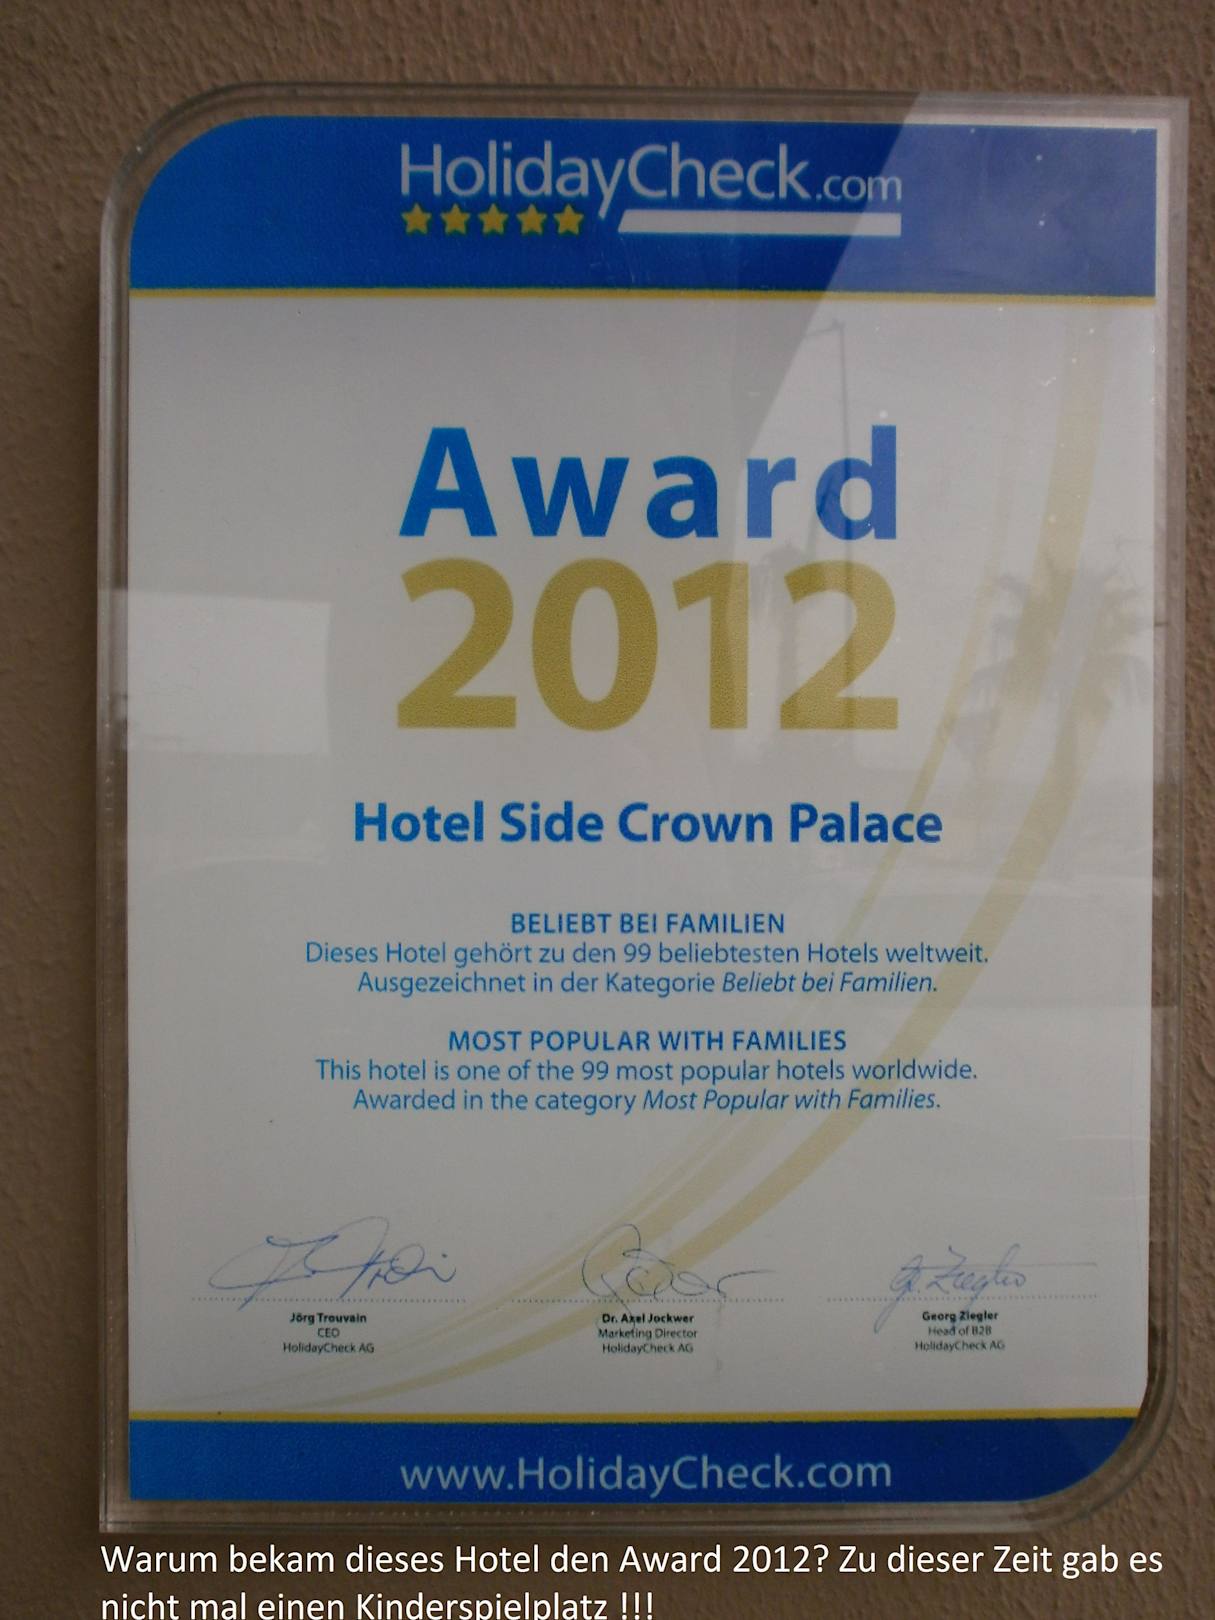 HolidayCheck.com
Award
2012
Hotel Side Crown Palace
BELIEBT BEI FAMILIEN
Dieses Hotel gehört zu den 99 beliebtesten Hotels weltweit.
Ausgezeichnet in der Kategorie Beliebt bei Familien.
MOST POPULAR WITH FAMILIES
This hotel is one of the 99 most popular hotels worldwide.
Awarded in the category Most Popular with Families.
Jörg Trouvain
CEO
HolidayCheck AG
Dr. Axel Jockwer
Marketing Director
HolidayCheck AG
G. Ziegler
Georg Ziegler
Head of B2B
HolidayCheck AG
www.HolidayCheck.com
Warum bekam dieses Hotel den Award 2012? Zu dieser Zeit gab es
nicht mal einen Kinderspielplatz !!!